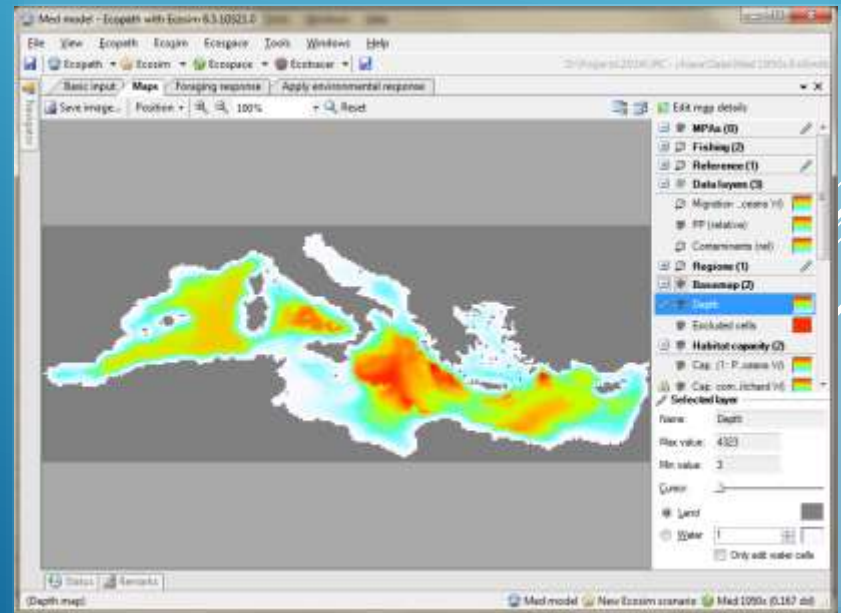 Med model - Ecopath with Ecosim 6.5.10521.0
File View Ecopath Ecosim Ecospace Tools Windows Help
Ecopath Ecosim Ecospace Ecotracer
Basic input Maps Foraging response Apply environmental response
Save image... Position 100% Reset
Edit map details
Navigator
MPAs (0)
Fishing (2)
Reference (1)
Data layers (3)
PP (relative)
Contaminants (rel)
Regions (1)
Basemap (2)
Depth
Excluded cells
Habitat capacity (2)
Selected layer
Name: Depth
Max value: 4323
Min value: 3
Cursor
Land
Water 1
Only edit water cells
Status Remarks
(Depth map) Med model New Ecosim scenario